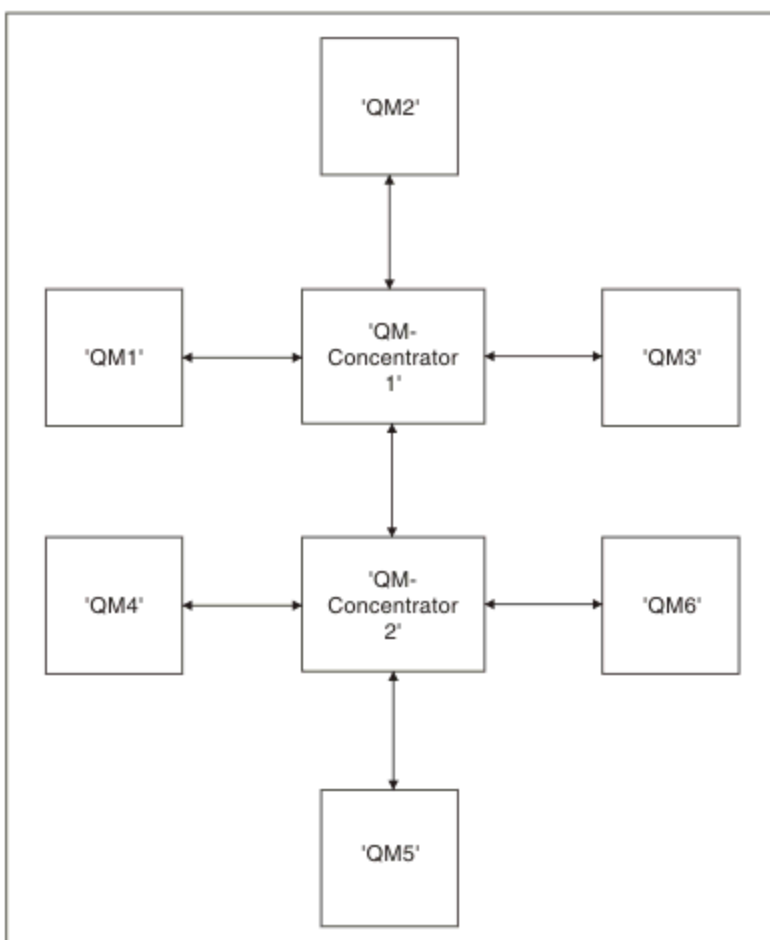 'QM2'
'QM1'
'QM-
Concentrator
1'
'QM3'
'QM4'
'QM-
Concentrator
2'
'QM6'
'QM5'